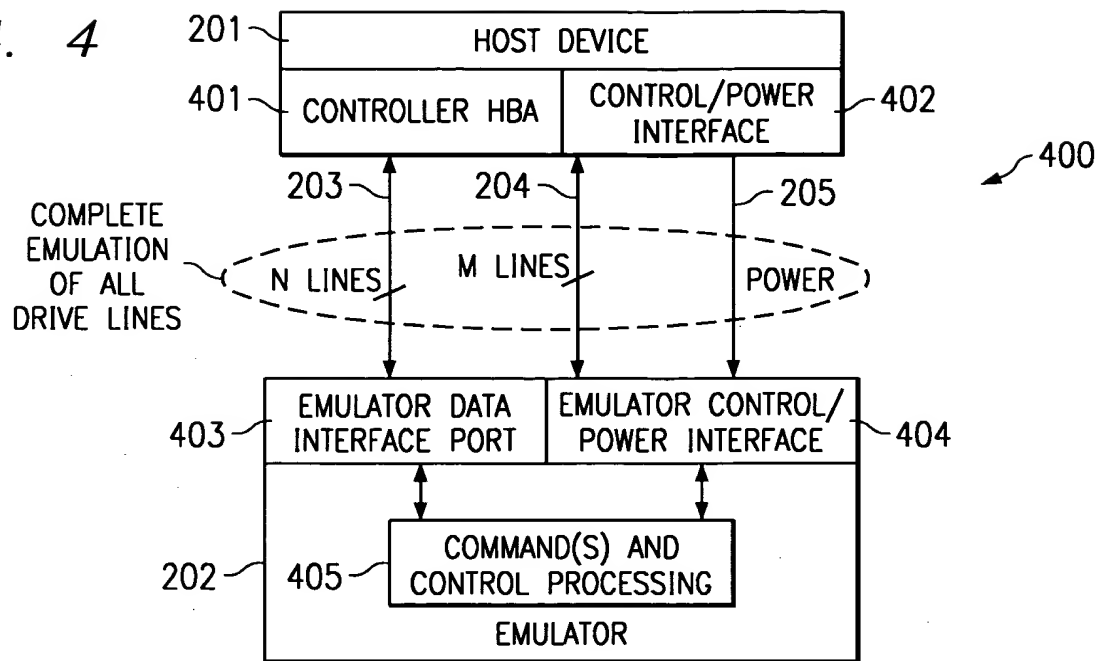 4
201
HOST DEVICE
401
CONTROLLER HBA
CONTROL/POWER
INTERFACE
402
400
203
204
205
COMPLETE
EMULATION
OF ALL
DRIVE LINES
N LINES
M LINES
POWER
403
EMULATOR DATA
INTERFACE PORT
EMULATOR CONTROL/
POWER INTERFACE
404
202
405
COMMAND(S) AND
CONTROL PROCESSING
EMULATOR